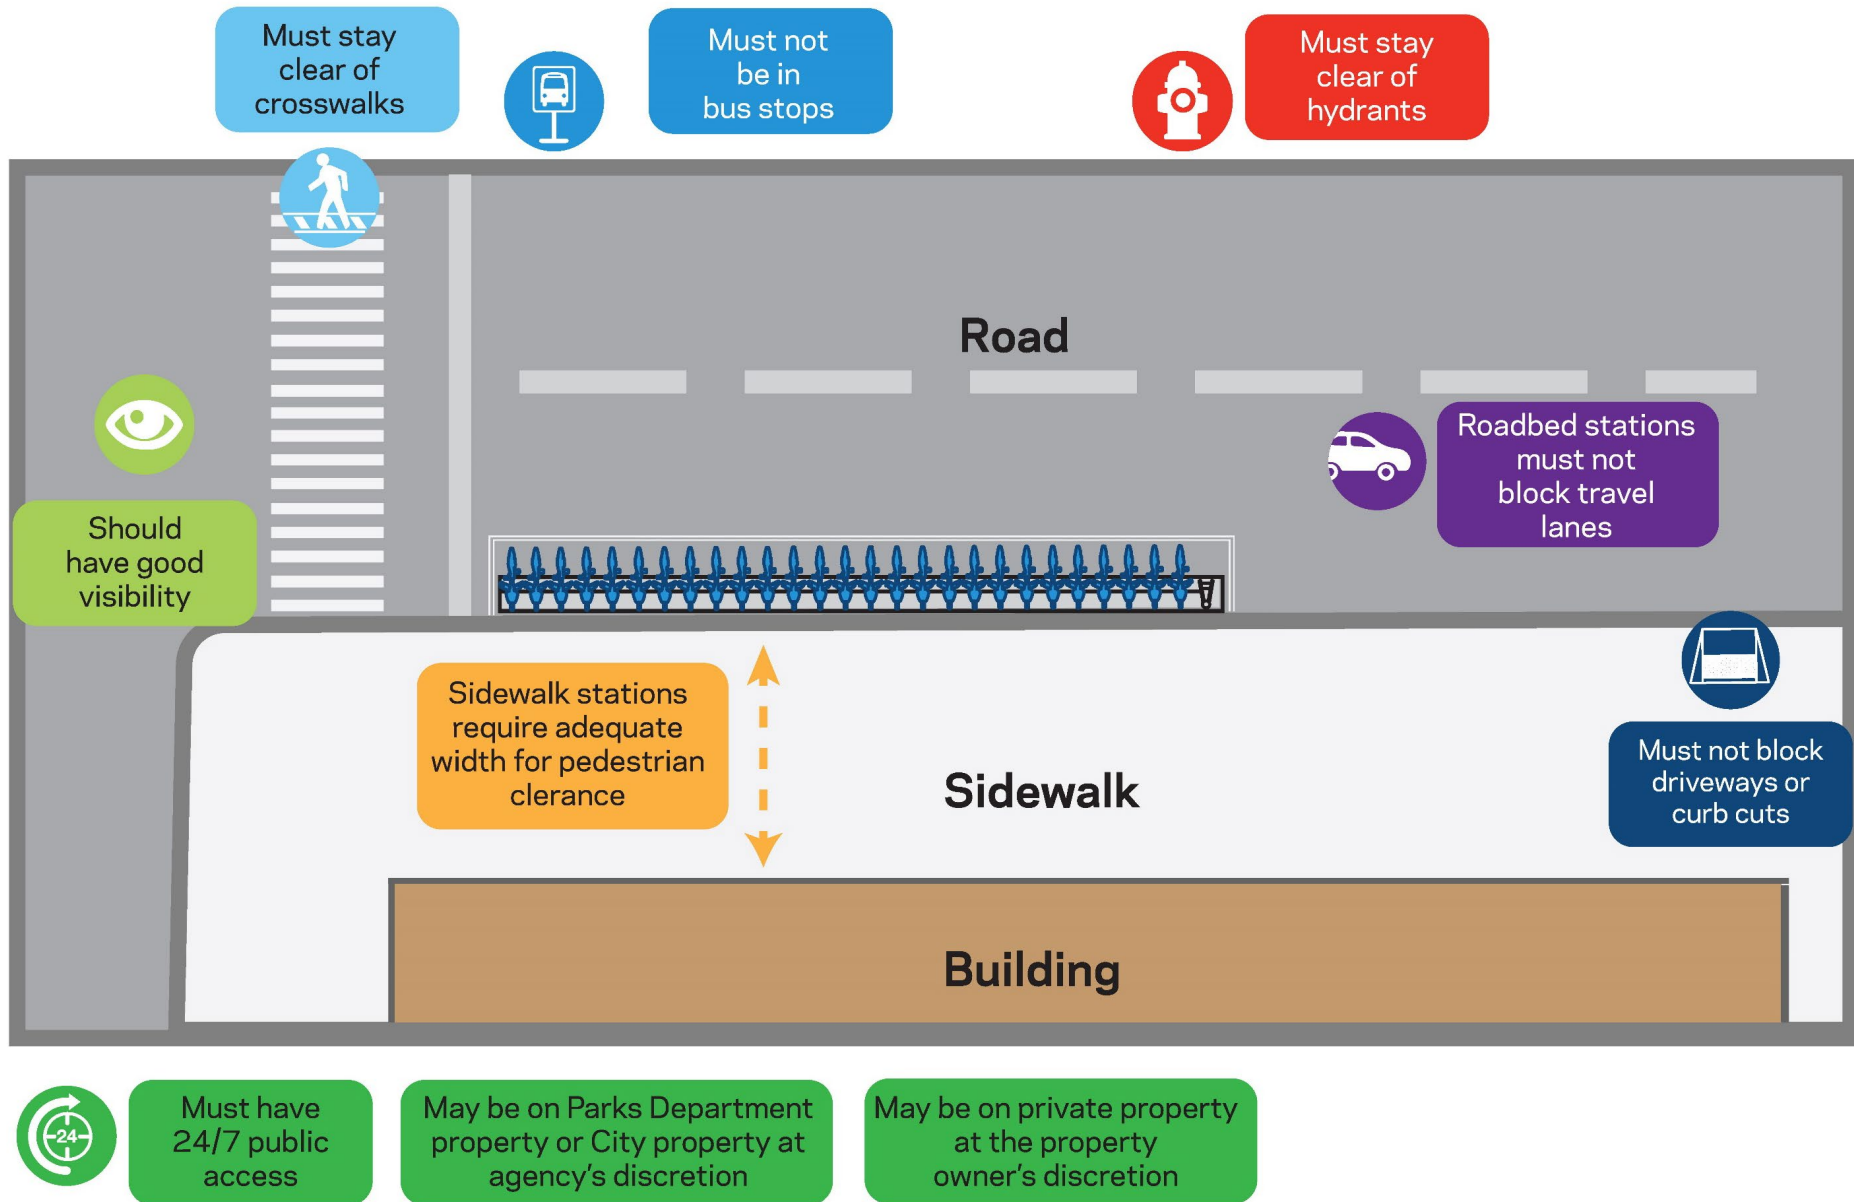 Must stay
clear of
crosswalks
Must not
be in
bus stops
Must stay
clear of
hydrants
Road
Roadbed stations
must not
block travel
lanes
Should
have good
visibility
Sidewalk stations
require adequate
width for pedestrian
clerance
Sidewalk
Must not block
driveways or
curb cuts
Building
24
Must have
24/7 public
access
May be on Parks Department
property or City property at
agency's discretion
May be on private property
at the property
owner's discretion